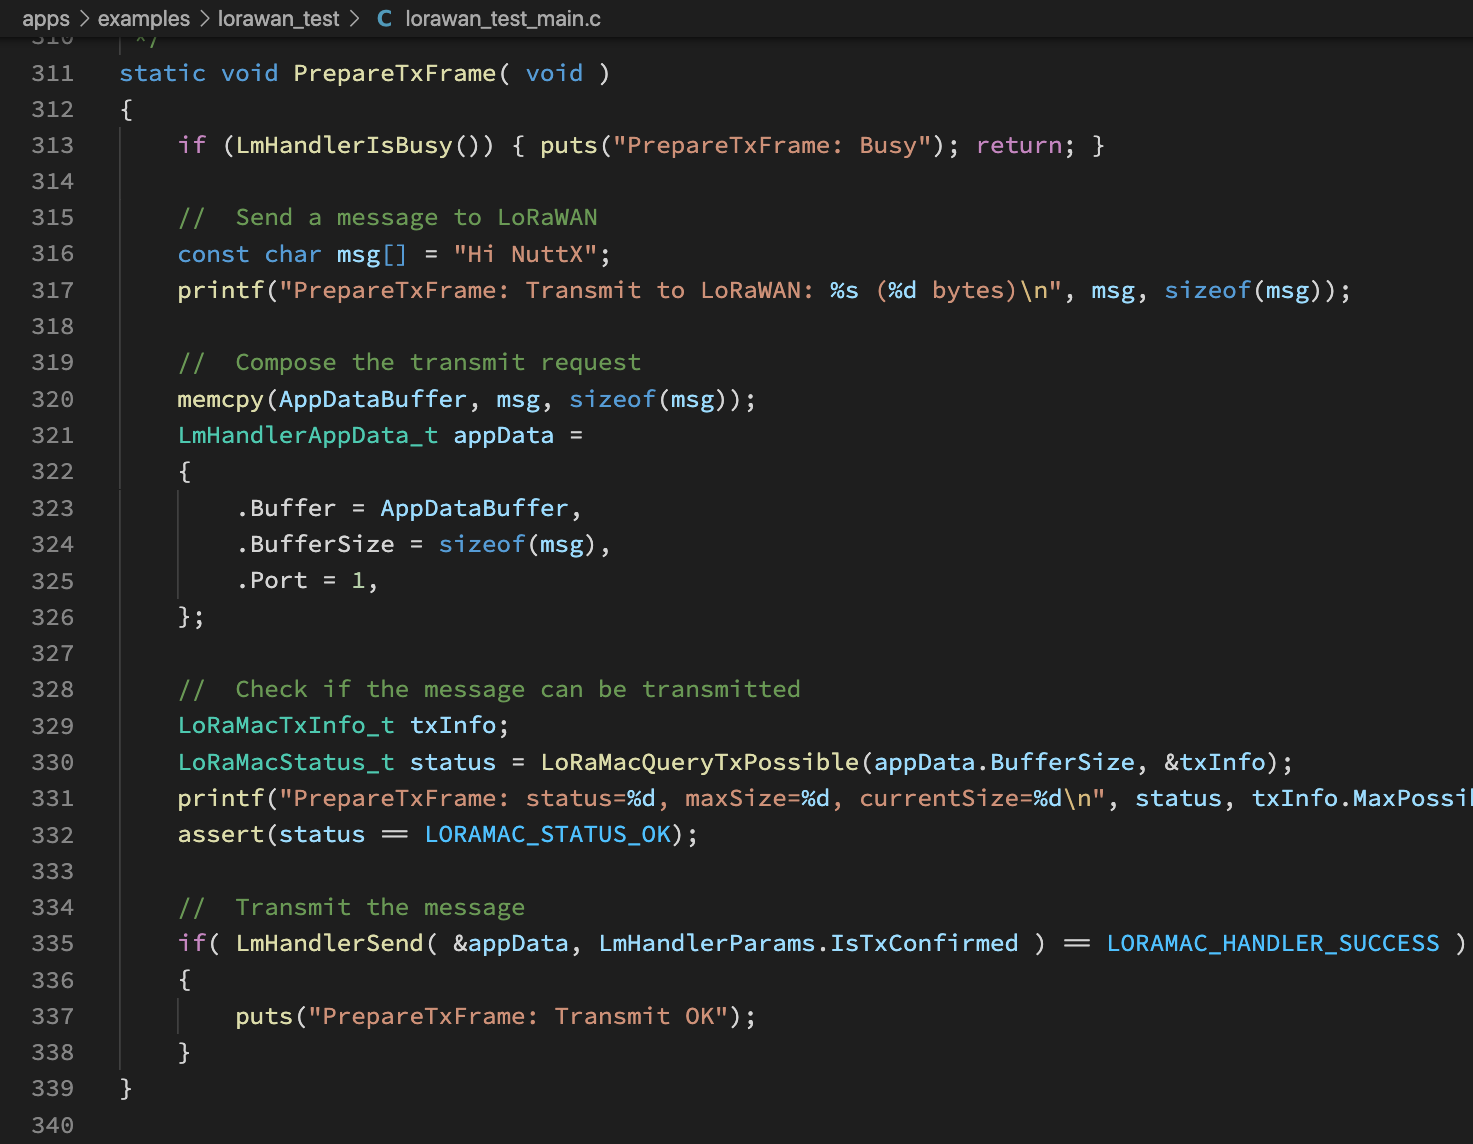 apps > examples > lorawan_test > C lorawan_test_main.c
310 */
311 static void PrepareTxFrame( void )
312 {
313     if (LmHandlerIsBusy()) { puts("PrepareTxFrame: Busy"); return; }
314
315     //  Send a message to LoRaWAN
316     const char msg[] = "Hi NuttX";
317     printf("PrepareTxFrame: Transmit to LoRaWAN: %s (%d bytes)\n", msg, sizeof(msg));
318
319     //  Compose the transmit request
320     memcpy(AppDataBuffer, msg, sizeof(msg));
321     LmHandlerAppData_t appData =
322     {
323         .Buffer = AppDataBuffer,
324         .BufferSize = sizeof(msg),
325         .Port = 1,
326     };
327
328     //  Check if the message can be transmitted
329     LoRaMacTxInfo_t txInfo;
330     LoRaMacStatus_t status = LoRaMacQueryTxPossible(appData.BufferSize, &txInfo);
331     printf("PrepareTxFrame: status=%d, maxSize=%d, currentSize=%d\n", status, txInfo.MaxPossi
332     assert(status == LORAMAC_STATUS_OK);
333
334     //  Transmit the message
335     if( LmHandlerSend( &appData, LmHandlerParams.IsTxConfirmed ) == LORAMAC_HANDLER_SUCCESS )
336     {
337         puts("PrepareTxFrame: Transmit OK");
338     }
339 }
340